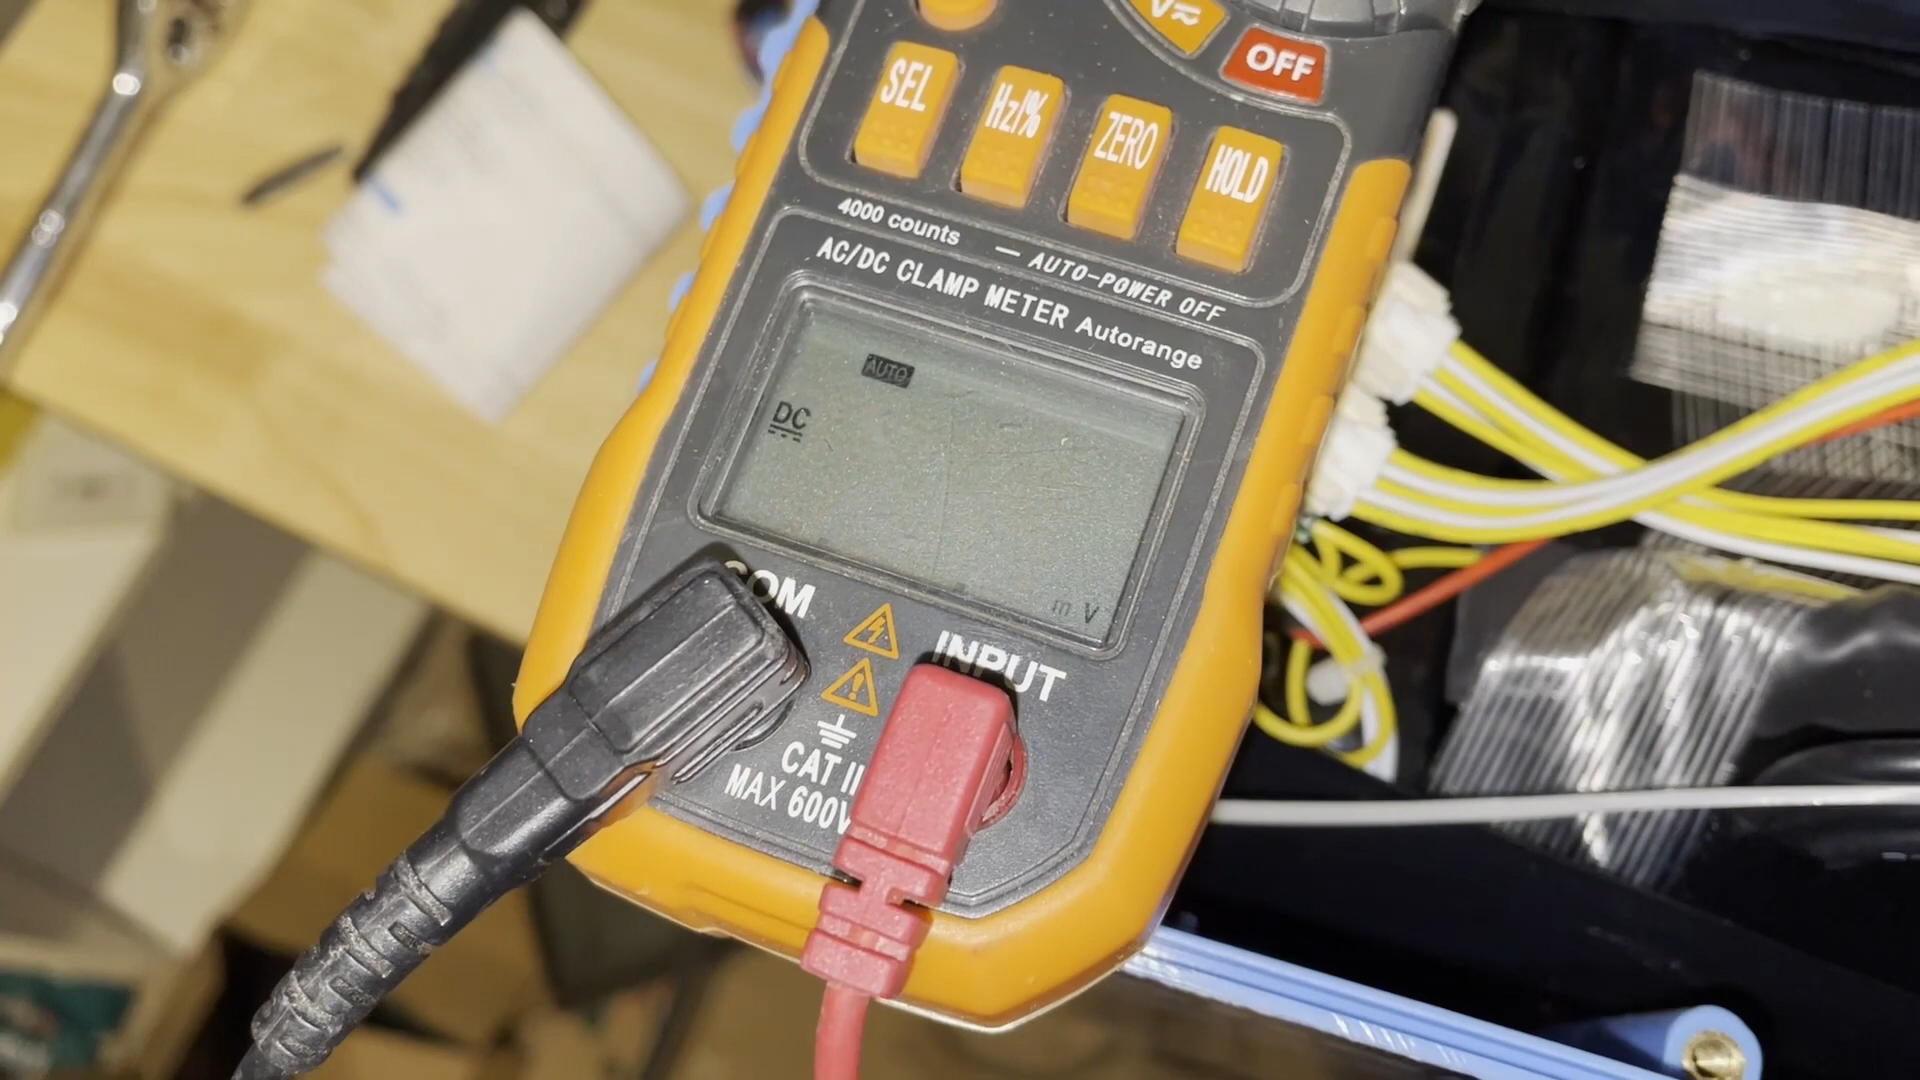 V≂
OFF
SEL
Hz/%
ZERO
HOLD
4000 counts
— AUTO-POWER OFF
AC/DC CLAMP METER Autorange
AUTO
DC
m V
COM
INPUT
CAT II
MAX 600V